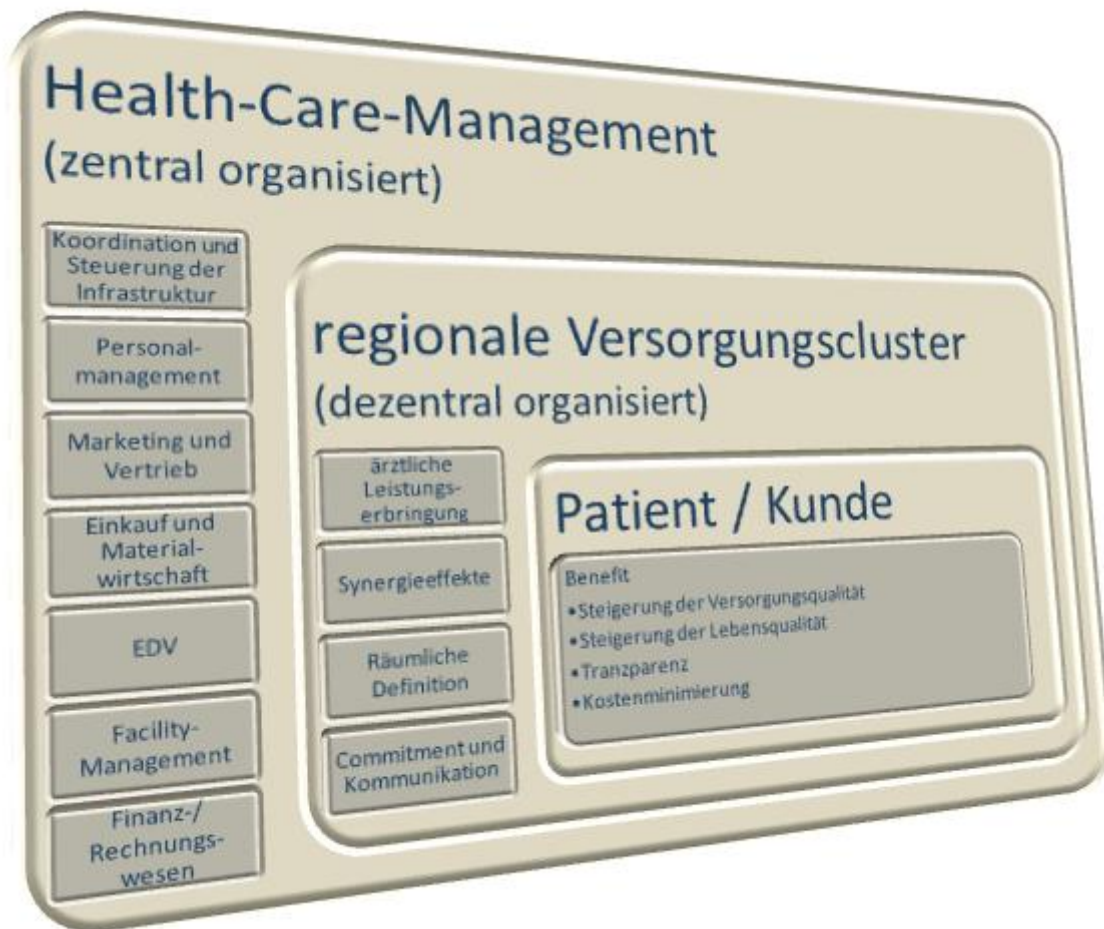 Health-Care-Management
(zentral organisiert)
Koordination und
Steuerung der
Infrastruktur
Personal-
management
Marketing und
Vertrieb
Einkauf und
Material-
wirtschaft
EDV
Facility-
Management
Finanz-/
Rechnungs-
wesen
regionale Versorgungscluster
(dezentral organisiert)
ärztliche
Leistungs-
erbringung
Synergieeffekte
Räumliche
Definition
Commitment und
Kommunikation
Patient / Kunde
Benefit
•Steigerung der Versorgungsqualität
•Steigerung der Lebensqualität
•Tranzparenz
•Kostenminimierung